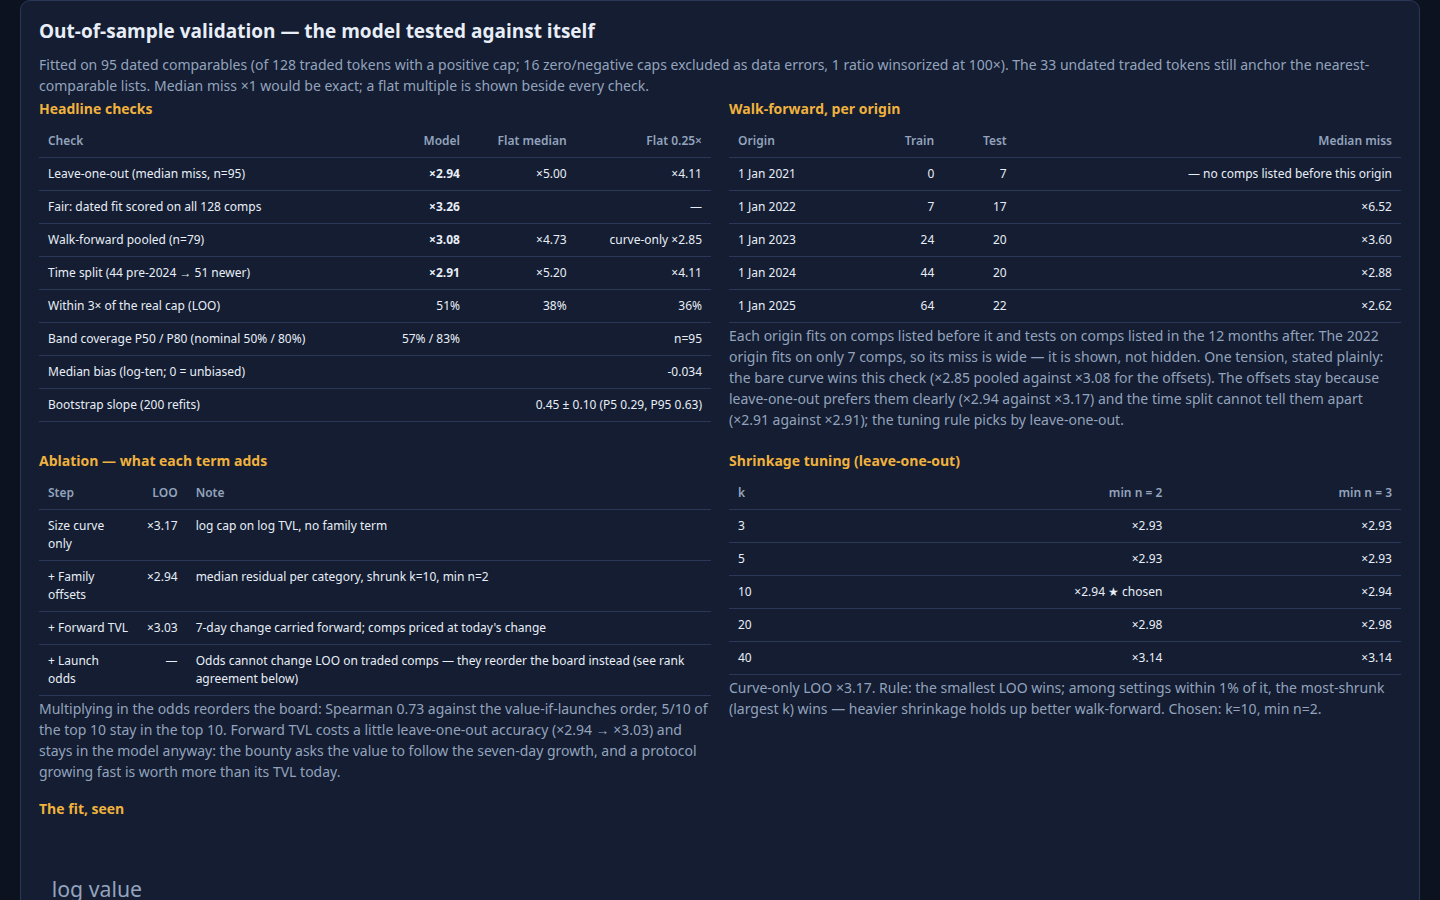 Out-of-sample validation — the model tested against itself
Fitted on 95 dated comparables (of 128 traded tokens with a positive cap; 16 zero/negative caps excluded as data errors, 1 ratio winsorized at 100×). The 33 undated traded tokens still anchor the nearest-
comparable lists. Median miss ×1 would be exact; a flat multiple is shown beside every check.
Headline checks
Check Model Flat median Flat 0.25×
Leave-one-out (median miss, n=95) ×2.94 ×5.00 ×4.11
Fair: dated fit scored on all 128 comps ×3.26 —
Walk-forward pooled (n=79) ×3.08 ×4.73 curve-only ×2.85
Time split (44 pre-2024 → 51 newer) ×2.91 ×5.20 ×4.11
Within 3× of the real cap (LOO) 51% 38% 36%
Band coverage P50 / P80 (nominal 50% / 80%) 57% / 83% n=95
Median bias (log-ten; 0 = unbiased) -0.034
Bootstrap slope (200 refits) 0.45 ± 0.10 (P5 0.29, P95 0.63)
Walk-forward, per origin
Origin Train Test Median miss
1 Jan 2021 0 7 — no comps listed before this origin
1 Jan 2022 7 17 ×6.52
1 Jan 2023 24 20 ×3.60
1 Jan 2024 44 20 ×2.88
1 Jan 2025 64 22 ×2.62
Each origin fits on comps listed before it and tests on comps listed in the 12 months after. The 2022
origin fits on only 7 comps, so its miss is wide — it is shown, not hidden. One tension, stated plainly:
the bare curve wins this check (×2.85 pooled against ×3.08 for the offsets). The offsets stay because
leave-one-out prefers them clearly (×2.94 against ×3.17) and the time split cannot tell them apart
(×2.91 against ×2.91); the tuning rule picks by leave-one-out.
Ablation — what each term adds
Step LOO Note
Size curve ×3.17 log cap on log TVL, no family term
only
+ Family ×2.94 median residual per category, shrunk k=10, min n=2
offsets
+ Forward TVL ×3.03 7-day change carried forward; comps priced at today's change
+ Launch — Odds cannot change LOO on traded comps — they reorder the board instead (see rank
odds agreement below)
Multiplying in the odds reorders the board: Spearman 0.73 against the value-if-launches order, 5/10 of
the top 10 stay in the top 10. Forward TVL costs a little leave-one-out accuracy (×2.94 → ×3.03) and
stays in the model anyway: the bounty asks the value to follow the seven-day growth, and a protocol
growing fast is worth more than its TVL today.
Shrinkage tuning (leave-one-out)
k min n = 2 min n = 3
3 ×2.93 ×2.93
5 ×2.93 ×2.93
10 ×2.94 ★ chosen ×2.94
20 ×2.98 ×2.98
40 ×3.14 ×3.14
Curve-only LOO ×3.17. Rule: the smallest LOO wins; among settings within 1% of it, the most-shrunk
(largest k) wins — heavier shrinkage holds up better walk-forward. Chosen: k=10, min n=2.
The fit, seen
log value